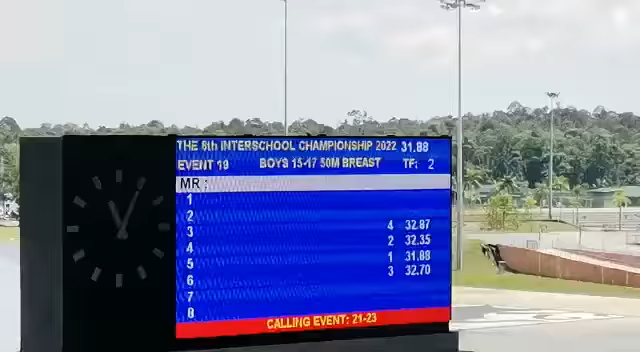 THE 6th INTERSCHOOL CHAMPIONSHIP 2022 31.88
EVENT 19 BOYS 15-17 50M BREAST TF: 2
MR :
1
2
3 4 32.87
4 2 32.35
5 1 31.88
6 3 32.70
7
8
CALLING EVENT: 21-23